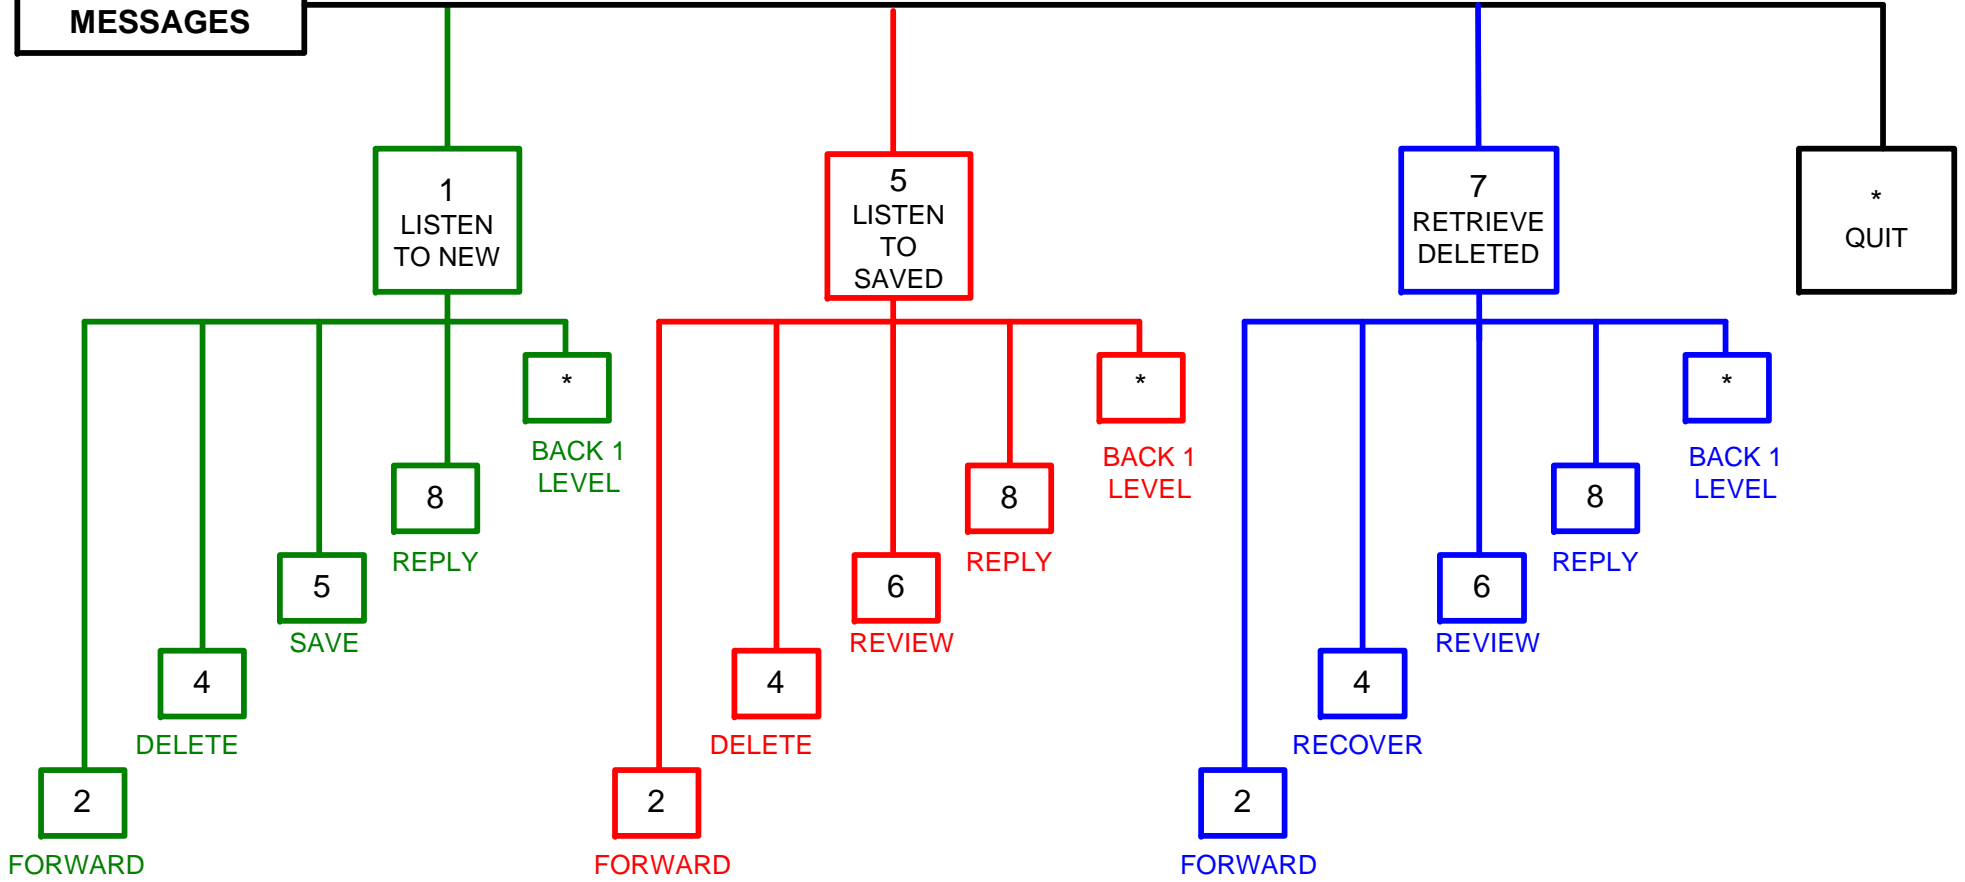 MESSAGES
1
LISTEN
TO NEW
5
LISTEN
TO
SAVED
7
RETRIEVE
DELETED
*
QUIT
*
BACK 1
LEVEL
8
REPLY
5
SAVE
4
DELETE
2
FORWARD
*
BACK 1
LEVEL
8
REPLY
6
REVIEW
4
DELETE
2
FORWARD
*
BACK 1
LEVEL
8
REPLY
6
REVIEW
4
RECOVER
2
FORWARD